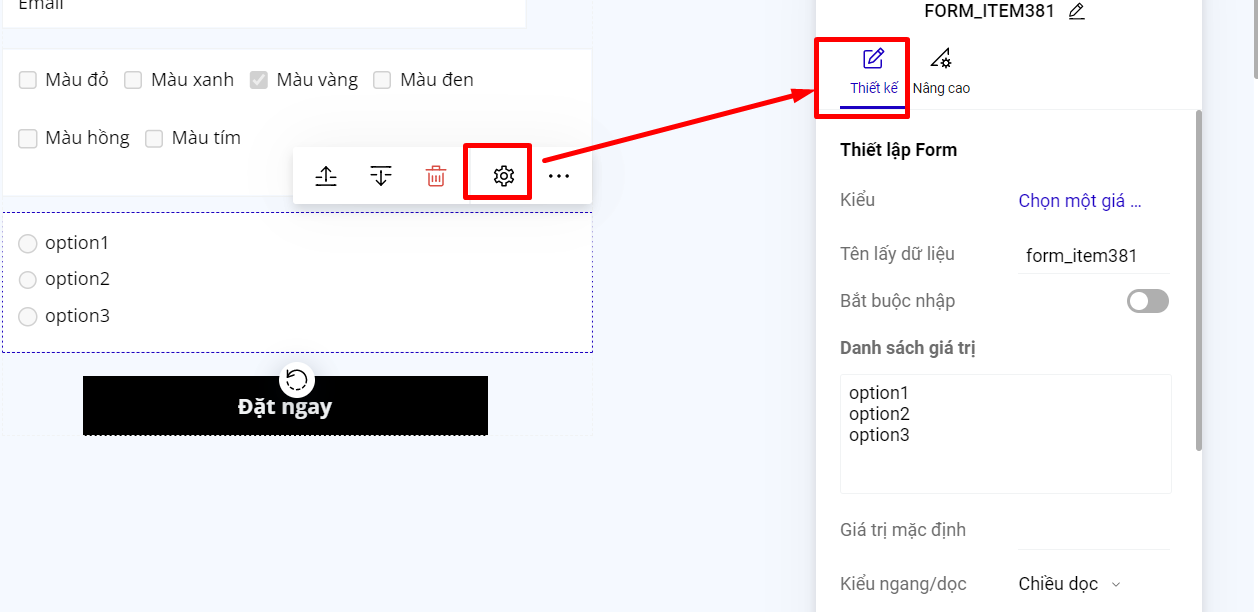 Email
Màu đỏ Màu xanh Màu vàng Màu đen
Màu hồng Màu tím
option1
option2
option3
Đặt ngay
FORM_ITEM381
Thiết kế Nâng cao
Thiết lập Form
Kiểu Chọn một giá ...
Tên lấy dữ liệu form_item381
Bắt buộc nhập
Danh sách giá trị
option1
option2
option3
Giá trị mặc định
Kiểu ngang/dọc Chiều dọc